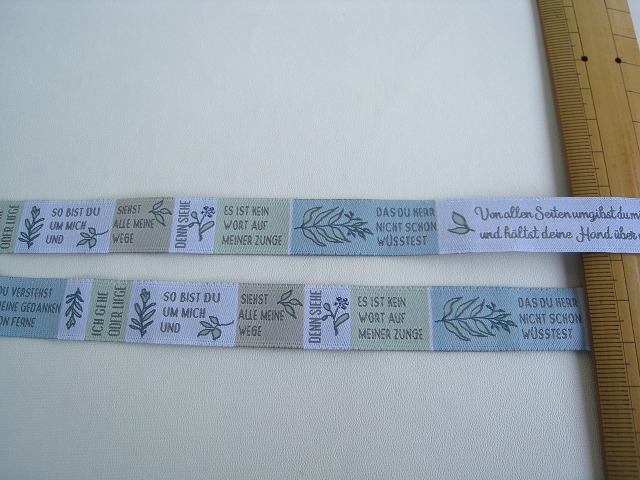 ODER LIEGE
SO BIST DU
UM MICH
UND
SIEHST
ALLE MEINE
WEGE
DENN SIEHE
ES IST KEIN
WORT AUF
MEINER ZUNGE
DAS DU HERR
NICHT SCHON
WÜSSTEST
Von allen Seiten umgibst du
und hältst deine Hand über
DU VERSTEHST
MEINE GEDANKEN
VON FERNE
ICH GEHE
ODER LIEGE
SO BIST DU
UM MICH
UND
SIEHST
ALLE MEINE
WEGE
DENN SIEHE
ES IST KEIN
WORT AUF
MEINER ZUNGE
DAS DU HERR
NICHT SCHON
WÜSSTEST